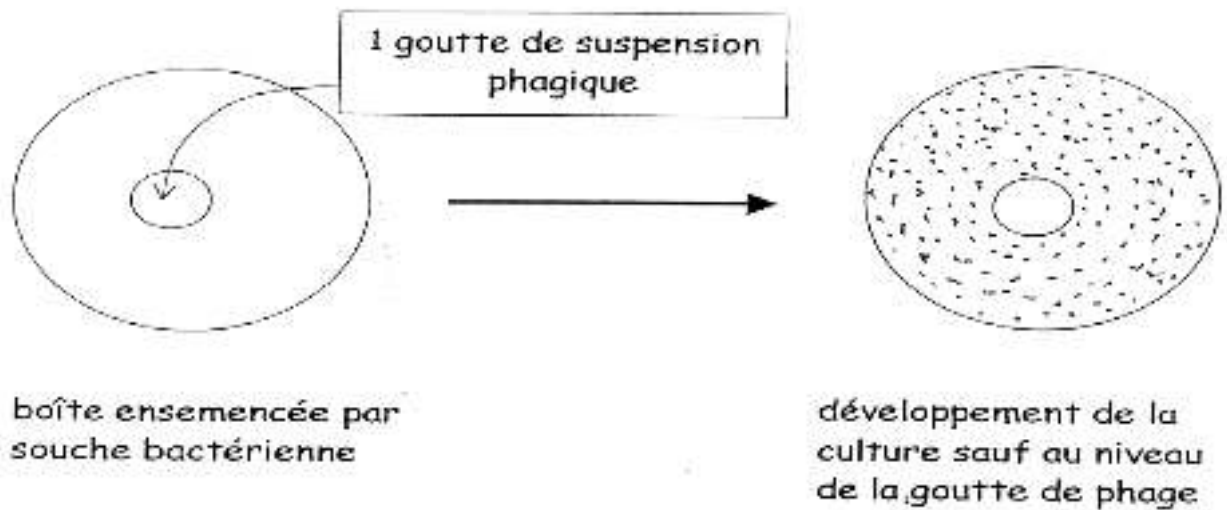 1 goutte de suspension
phagique
boîte ensemencée par
souche bactérienne
développement de la
culture sauf au niveau
de la goutte de phage